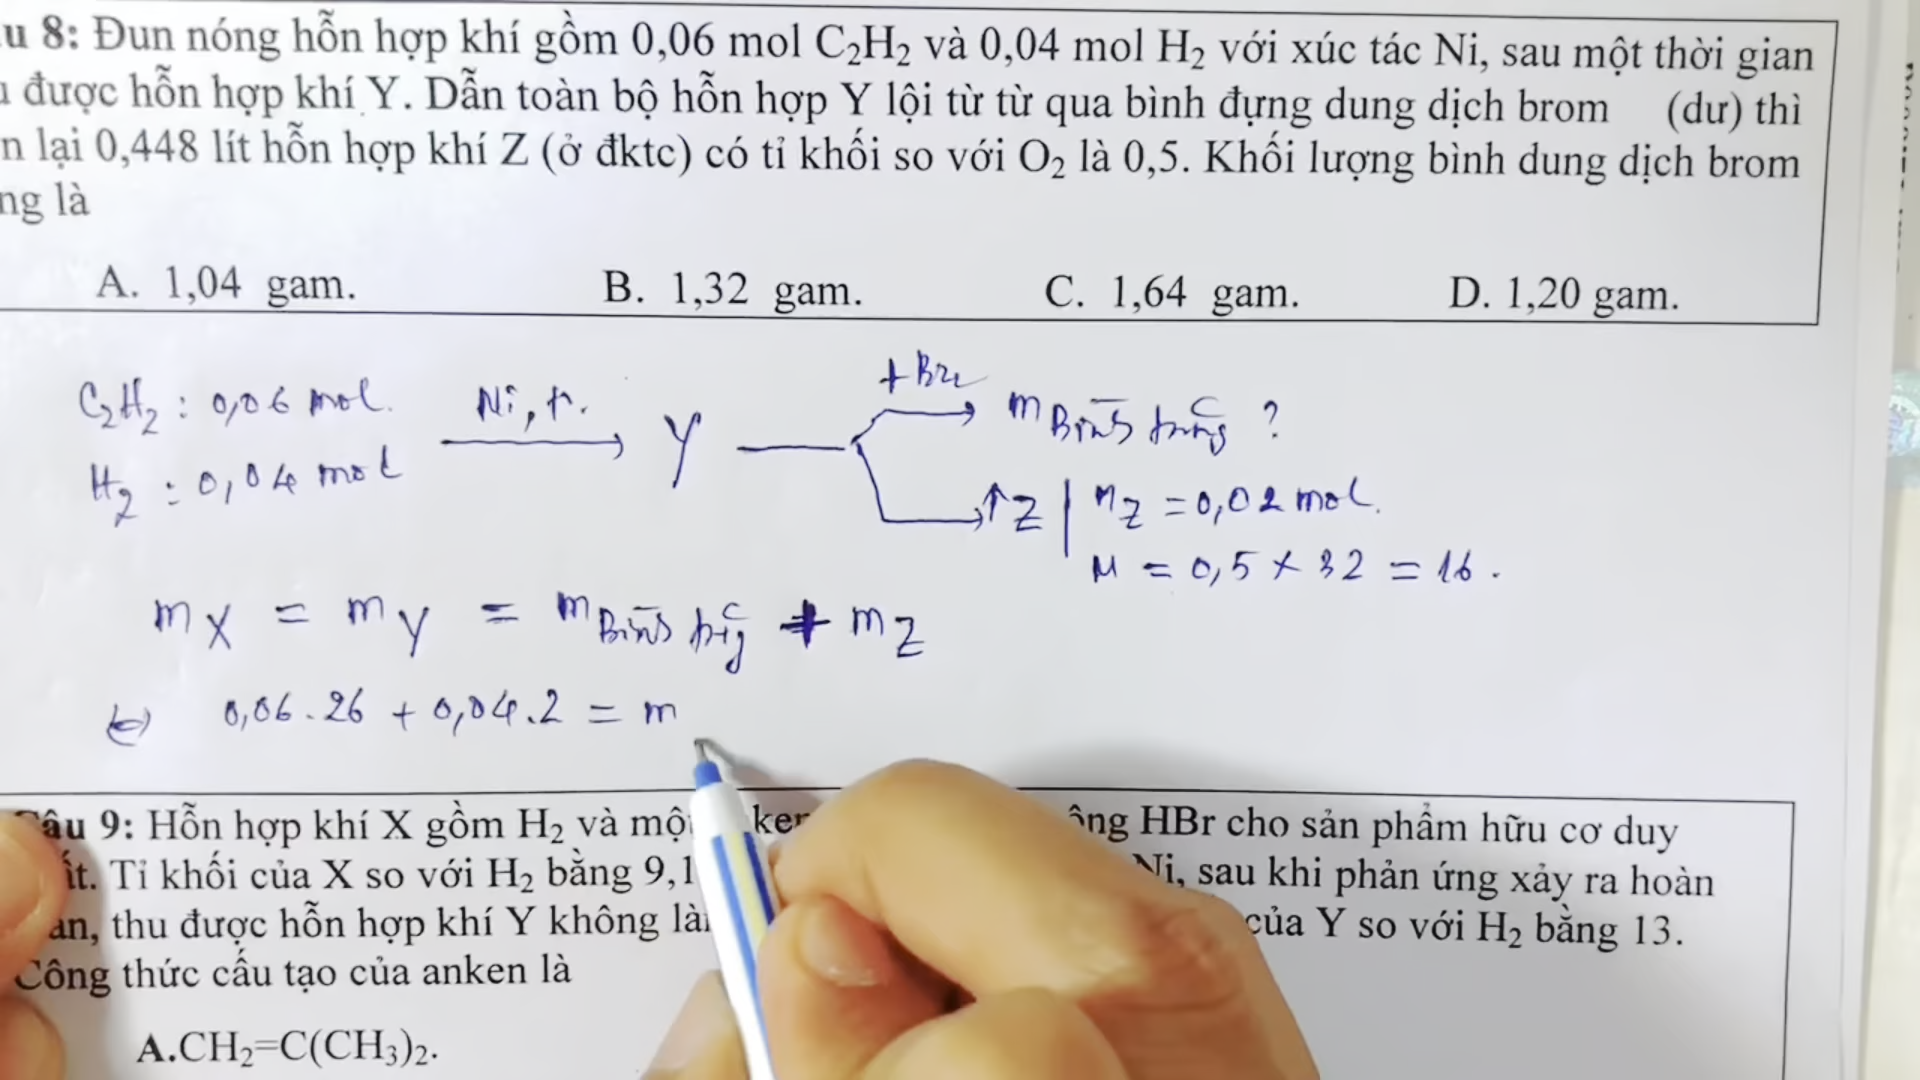 u 8: Đun nóng hỗn hợp khí gồm 0,06 mol C₂H₂ và 0,04 mol H₂ với xúc tác Ni, sau một thời gian
được hỗn hợp khí Y. Dẫn toàn bộ hỗn hợp Y lội từ từ qua bình đựng dung dịch brom (dư) thì
n lại 0,448 lít hỗn hợp khí Z (ở đktc) có tỉ khối so với O₂ là 0,5. Khối lượng bình dung dịch brom
ng là
A. 1,04 gam. B. 1,32 gam. C. 1,64 gam. D. 1,20 gam.
C₂H₂ : 0,06 mol.
H₂ : 0,04 mol
Ni, t°.
Y
+Br₂
m Bình tăng ?
↑Z | nZ = 0,02 mol.
M = 0,5 × 32 = 16.
mX = mY = m Bình tăng + mZ
(=) 0,06.26 + 0,04.2 = m
Câu 9: Hỗn hợp khí X gồm H₂ và mộ ken ông HBr cho sản phẩm hữu cơ duy
ít. Tỉ khối của X so với H₂ bằng 9,1 Ni, sau khi phản ứng xảy ra hoàn
àn, thu được hỗn hợp khí Y không là của Y so với H₂ bằng 13.
Công thức cấu tạo của anken là
A.CH₂=C(CH₃)₂.